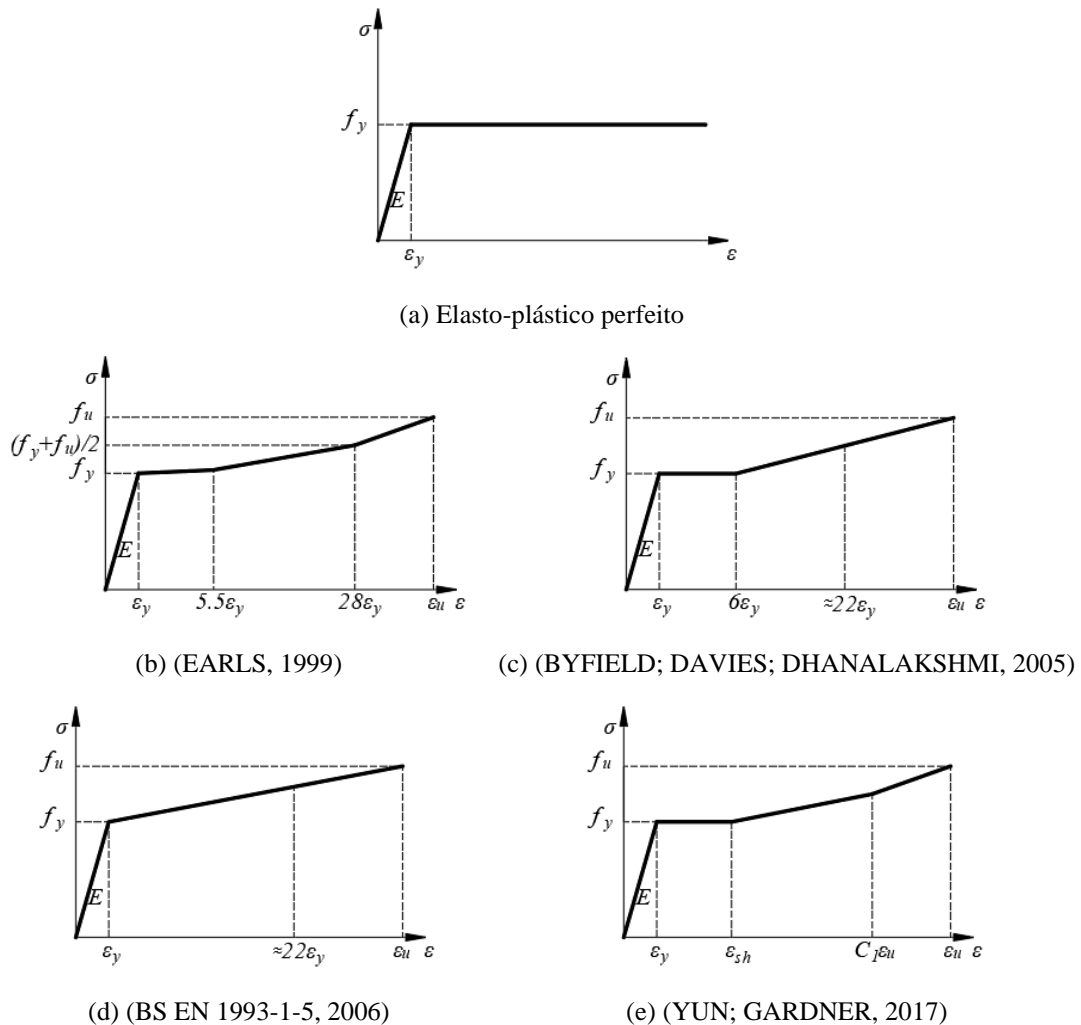 σ
f_y
E
ε_y
ε
(a) Elasto-plástico perfeito
σ
f_u
(f_y+f_u)/2
f_y
E
ε_y 5.5ε_y 28ε_y ε_u ε
(b) (EARLS, 1999)
σ
f_u
f_y
E
ε_y 6ε_y ≈22ε_y ε_u ε
(c) (BYFIELD; DAVIES; DHANALAKSHMI, 2005)
σ
f_u
f_y
E
ε_y ≈22ε_y ε_u ε
(d) (BS EN 1993-1-5, 2006)
σ
f_u
f_y
E
ε_y ε_sh C_1ε_u ε_u ε
(e) (YUN; GARDNER, 2017)